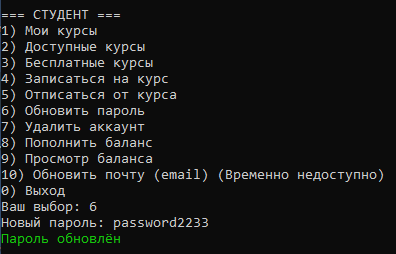 === СТУДЕНТ ===
1) Мои курсы
2) Доступные курсы
3) Бесплатные курсы
4) Записаться на курс
5) Отписаться от курса
6) Обновить пароль
7) Удалить аккаунт
8) Пополнить баланс
9) Просмотр баланса
10) Обновить почту (email) (Временно недоступно)
0) Выход
Ваш выбор: 6
Новый пароль: password2233
Пароль обновлён